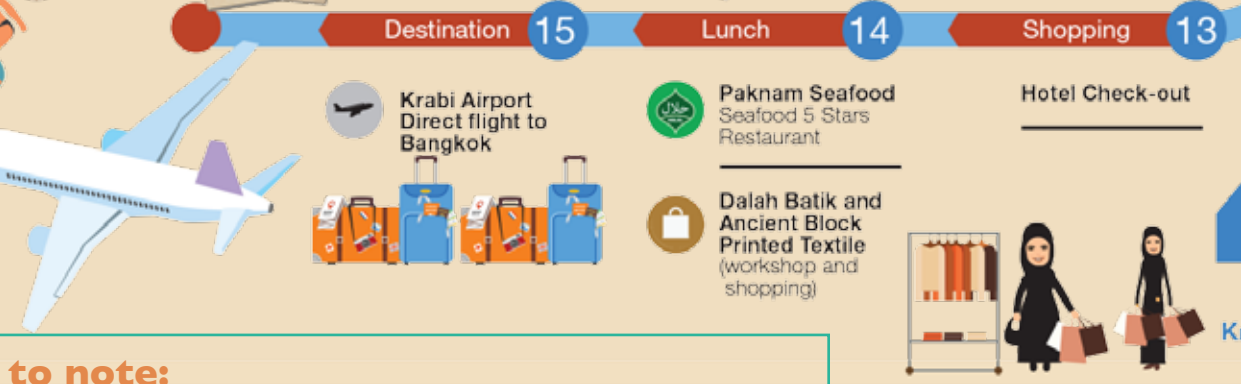 Destination 15
Lunch 14
Shopping 13
Krabi Airport
Direct flight to
Bangkok
حلال
Paknam Seafood
Seafood 5 Stars
Restaurant
Dalah Batik and
Ancient Block
Printed Textile
(workshop and
shopping)
Hotel Check-out
to note: